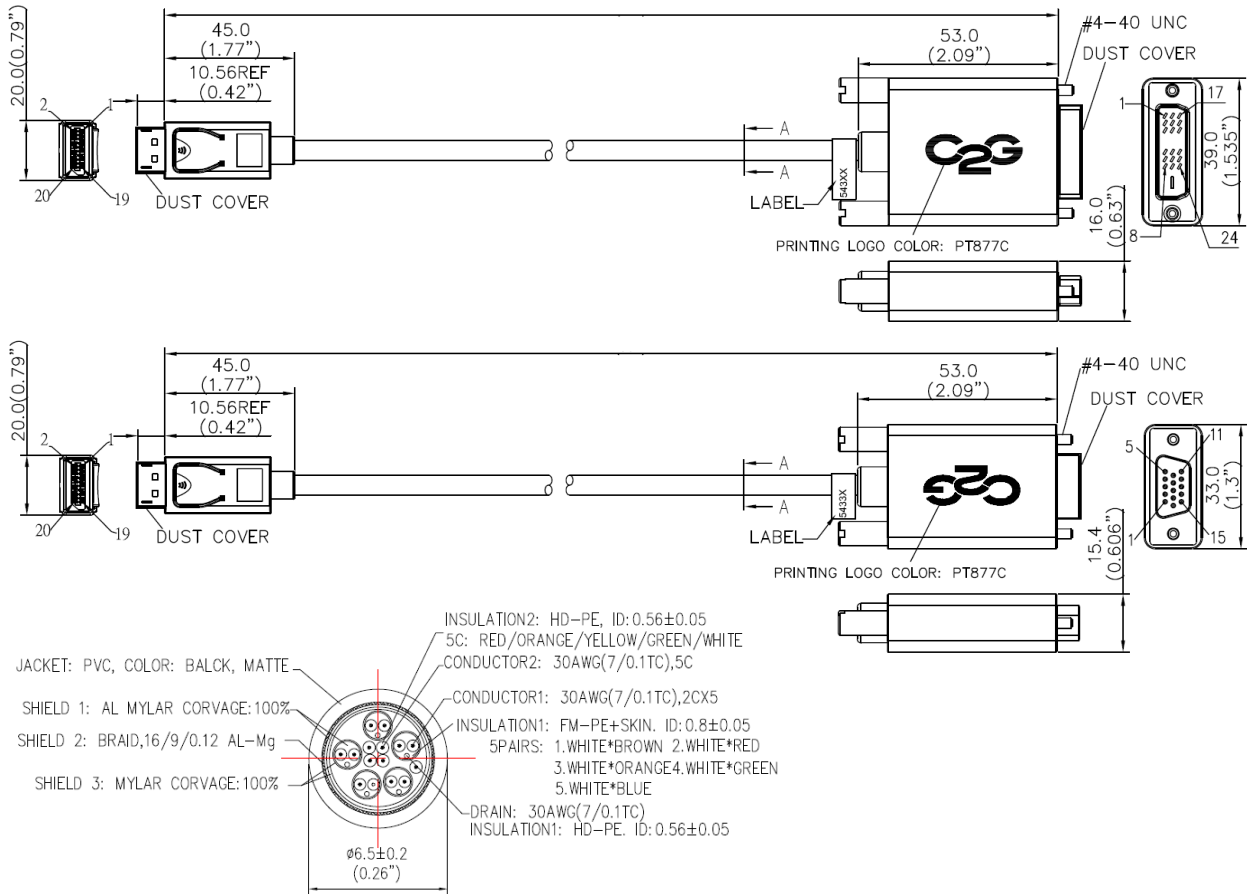 20.0(0.79")
45.0
(1.77")
10.56REF
(0.42")
2
1
20
19
DUST COVER
A
A
LABEL
543XX
53.0
(2.09")
C2G
PRINTING LOGO COLOR: PT877C
#4-40 UNC
DUST COVER
1
17
8
24
39.0
(1.535")
16.0
(0.63")
20.0(0.79")
45.0
(1.77")
10.56REF
(0.42")
2
1
20
19
DUST COVER
A
A
LABEL
5433X
53.0
(2.09")
C2G
PRINTING LOGO COLOR: PT877C
#4-40 UNC
DUST COVER
5
11
1
15
33.0
(1.3")
15.4
(0.606")
INSULATION2: HD-PE, ID:0.56±0.05
5C: RED/ORANGE/YELLOW/GREEN/WHITE
CONDUCTOR2: 30AWG(7/0.1TC),5C
JACKET: PVC, COLOR: BALCK, MATTE
CONDUCTOR1: 30AWG(7/0.1TC),2CX5
SHIELD 1: AL MYLAR CORVAGE:100%
INSULATION1: FM-PE+SKIN. ID:0.8±0.05
SHIELD 2: BRAID,16/9/0.12 AL-Mg
5PAIRS: 1.WHITE*BROWN 2.WHITE*RED
3.WHITE*ORANGE4.WHITE*GREEN
5.WHITE*BLUE
SHIELD 3: MYLAR CORVAGE:100%
DRAIN: 30AWG(7/0.1TC)
INSULATION1: HD-PE. ID:0.56±0.05
ø6.5±0.2
(0.26")